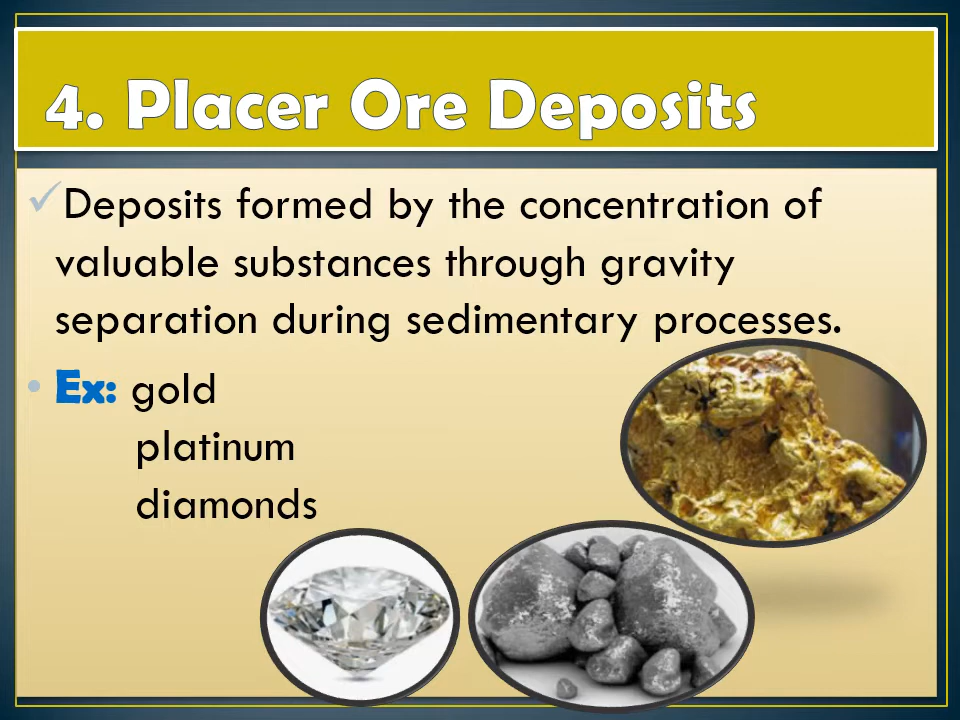 4. Placer Ore Deposits
✓ Deposits formed by the concentration of
valuable substances through gravity
separation during sedimentary processes.
• Ex: gold
platinum
diamonds